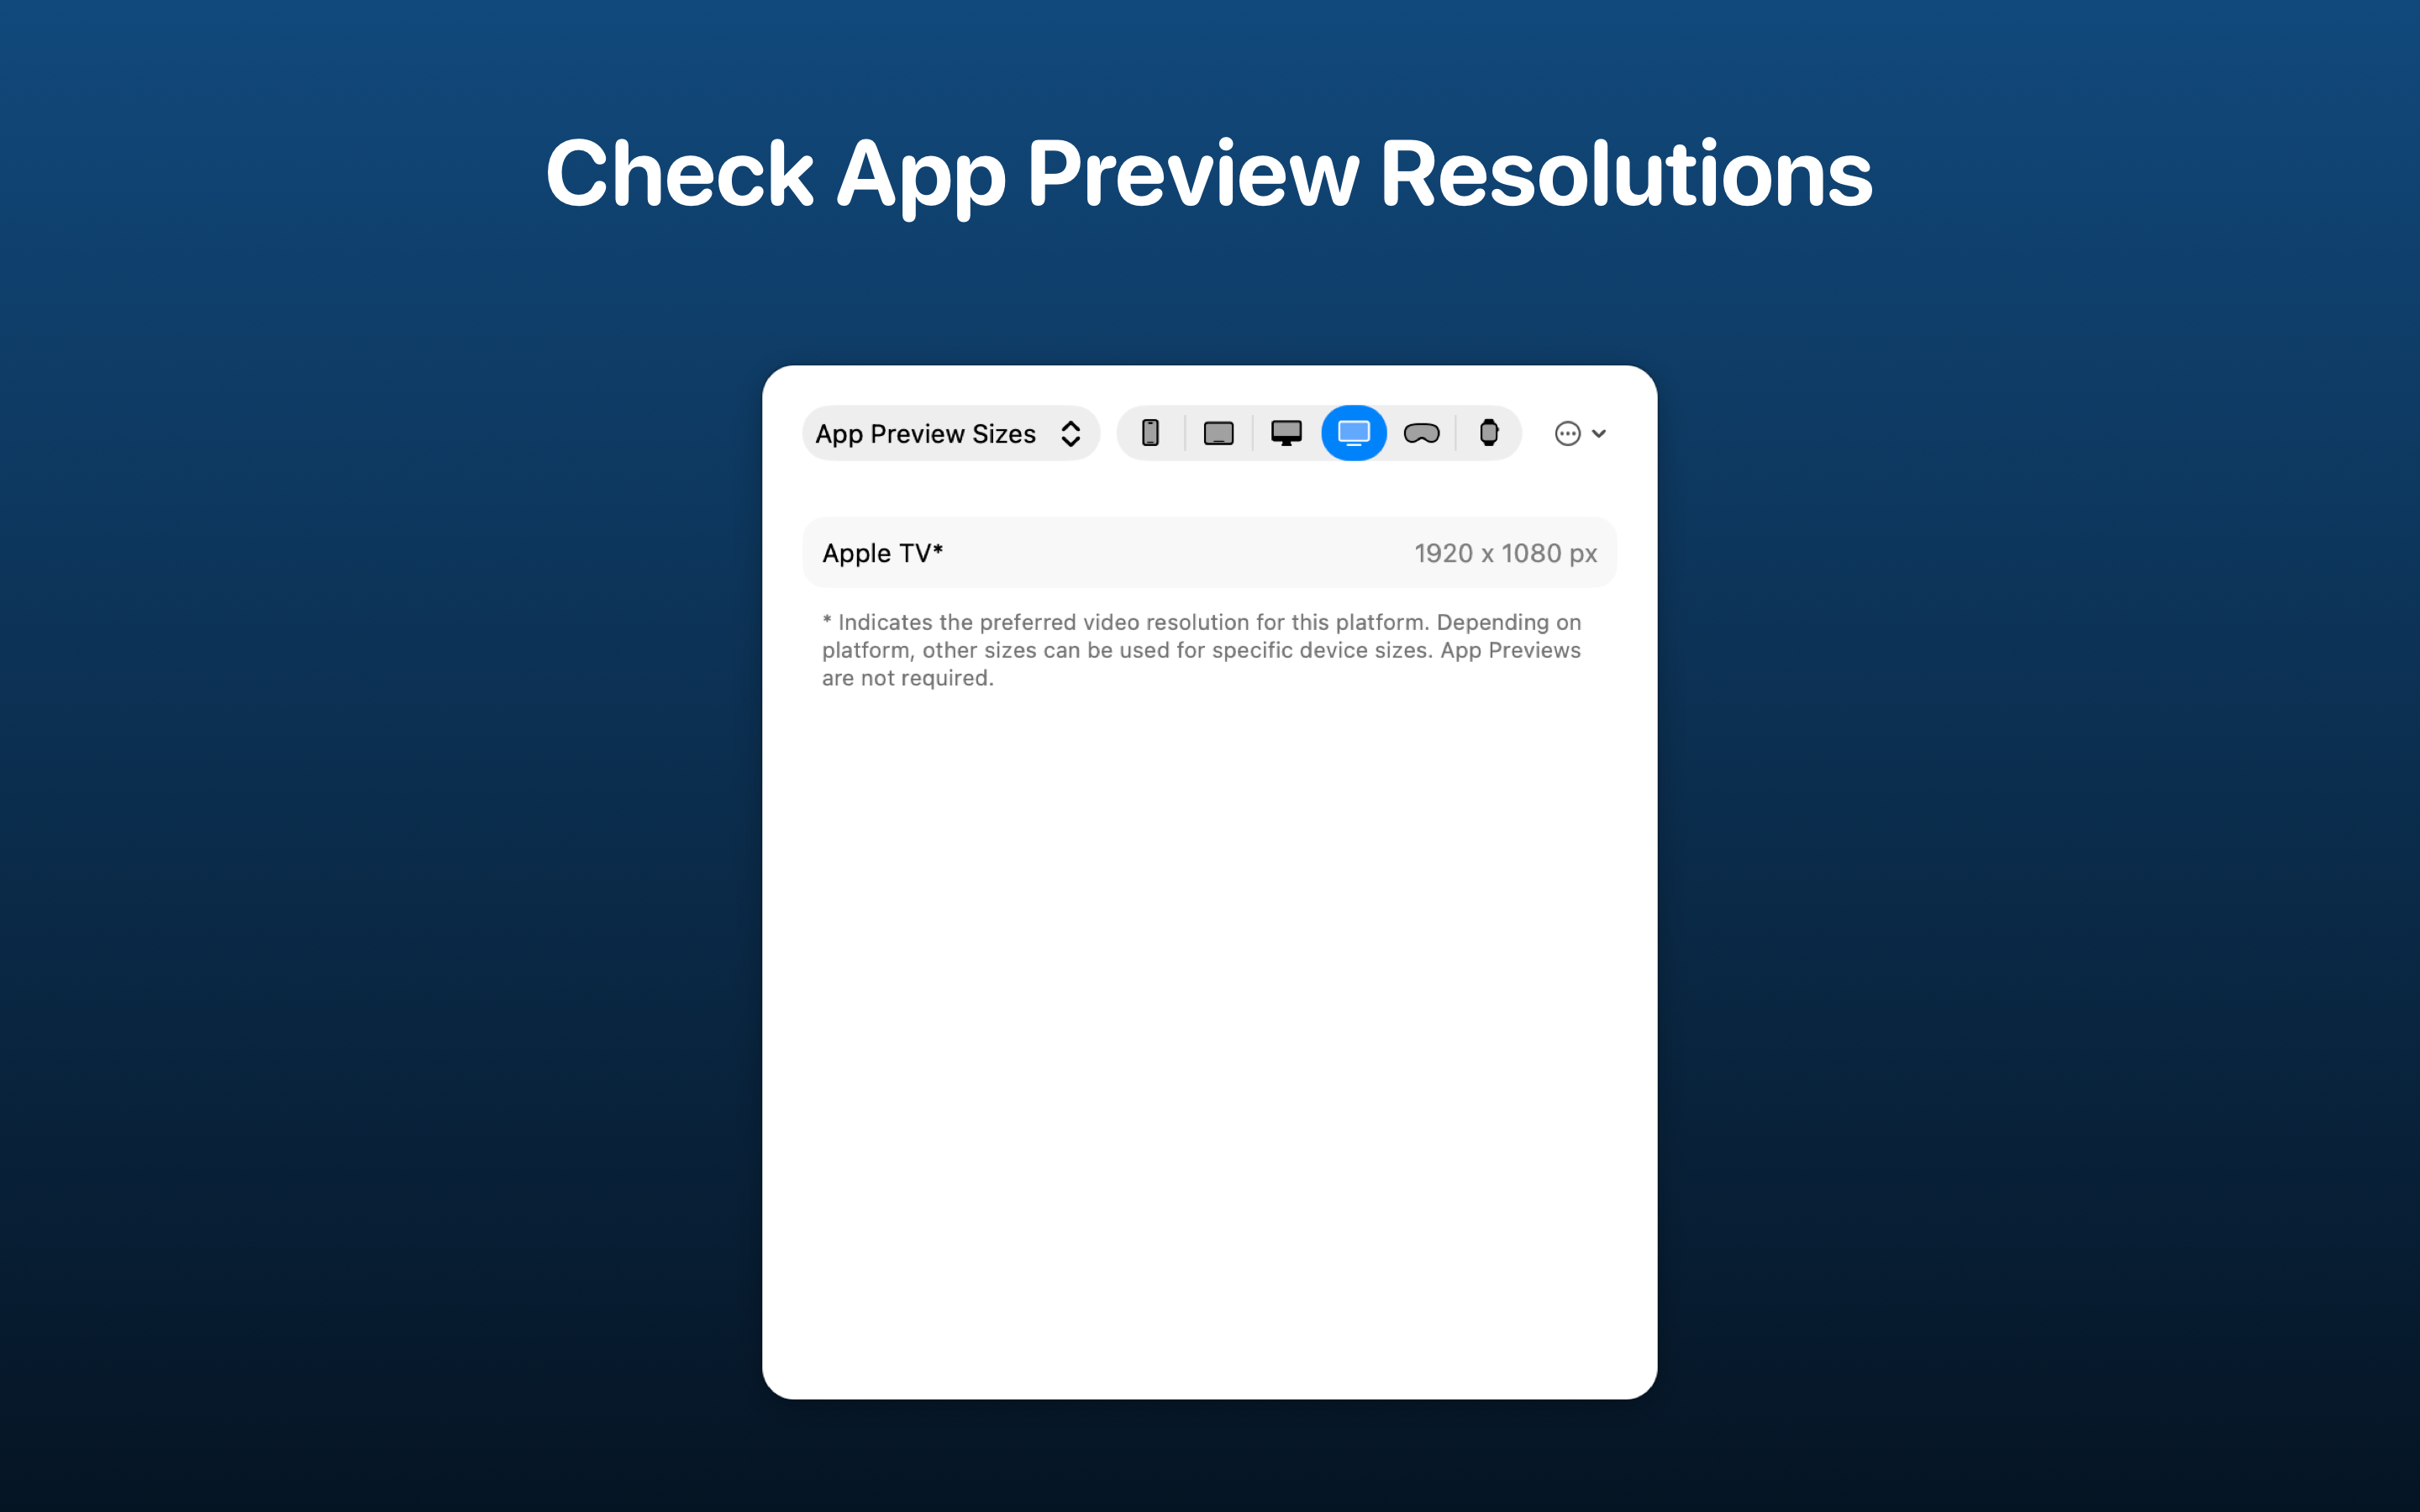 Check App Preview Resolutions
App Preview Sizes
Apple TV*
1920 x 1080 px
* Indicates the preferred video resolution for this platform. Depending on
platform, other sizes can be used for specific device sizes. App Previews
are not required.